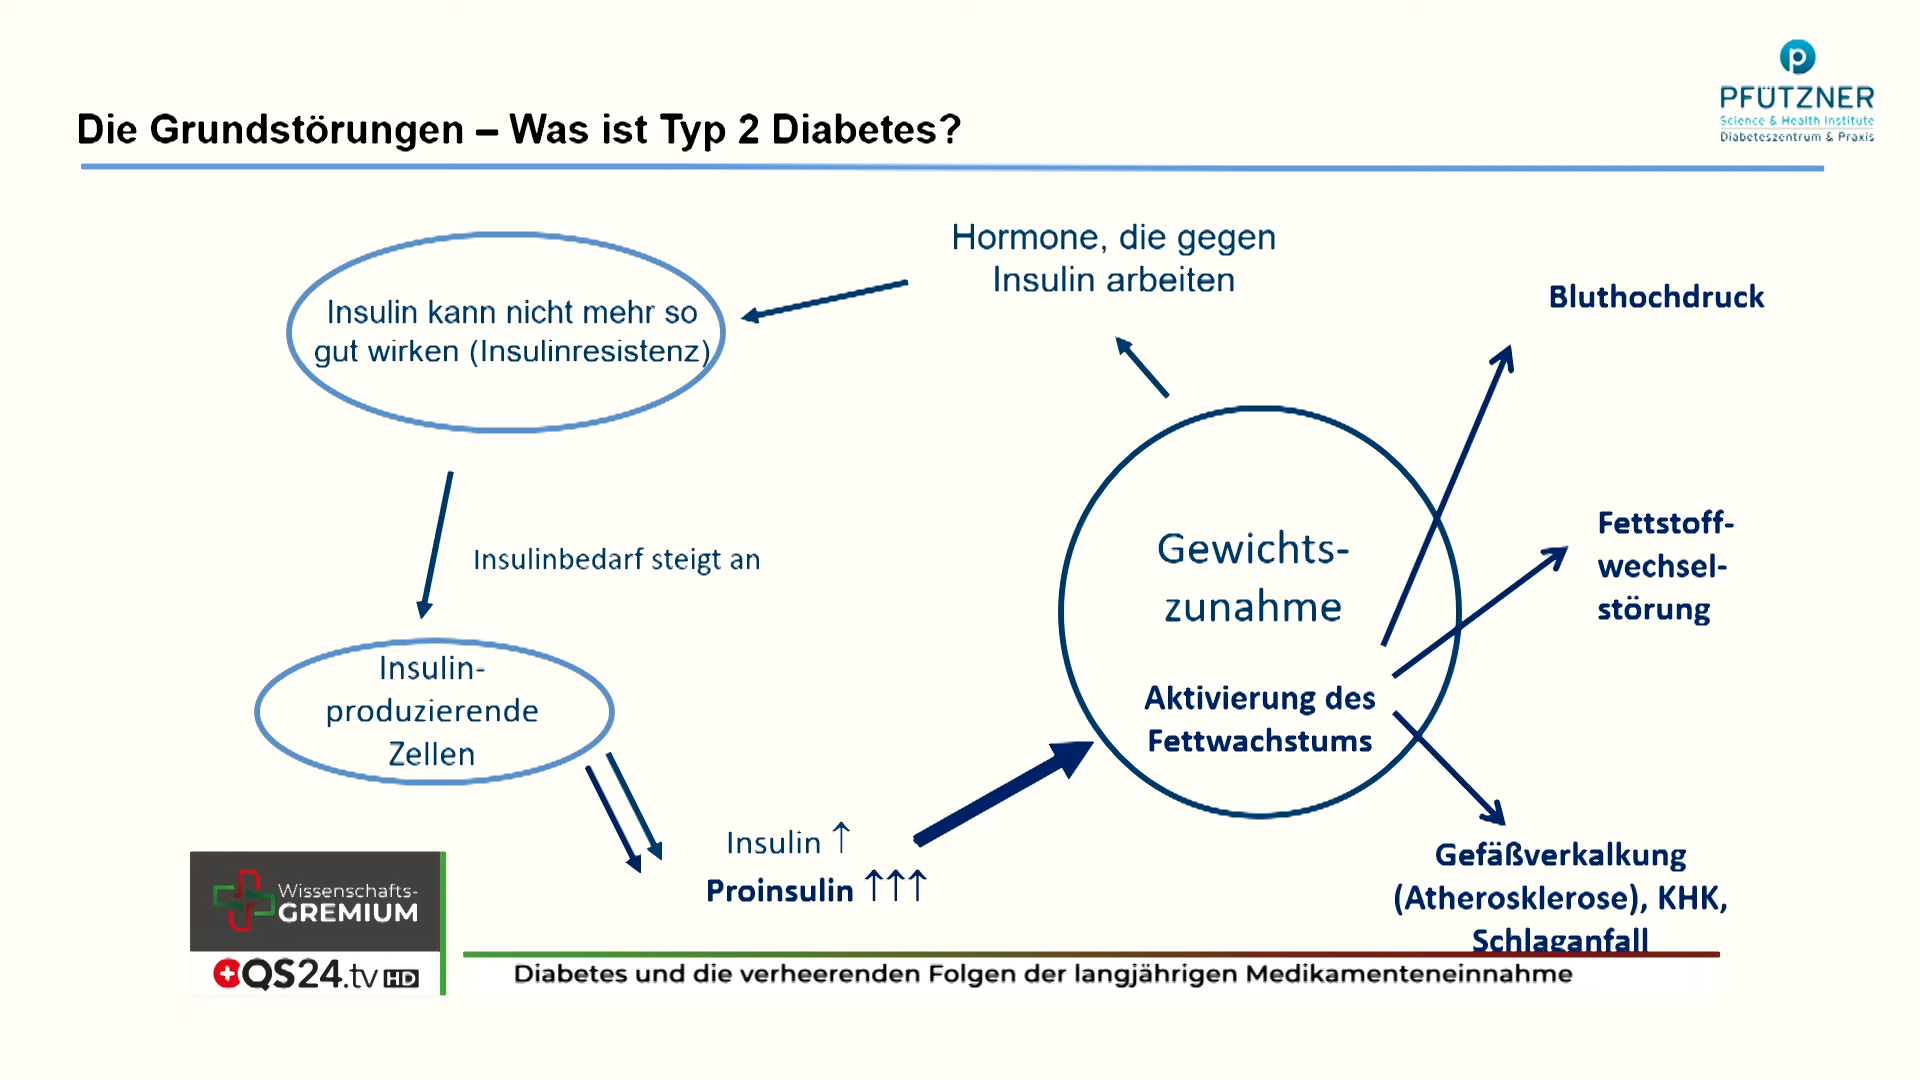 PFÜTZNER
Science & Health Institute
Diabeteszentrum & Praxis
Die Grundstörungen – Was ist Typ 2 Diabetes?
Hormone, die gegen
Insulin arbeiten
Insulin kann nicht mehr so
gut wirken (Insulinresistenz)
Bluthochdruck
Insulinbedarf steigt an
Gewichts-
zunahme
Fettstoff-
wechsel-
störung
Insulin-
produzierende
Zellen
Aktivierung des
Fettwachstums
Insulin ↑
Proinsulin ↑↑↑
Gefäßverkalkung
(Atherosklerose), KHK,
Schlaganfall
Wissenschafts-
GREMIUM
QS24.tv HD
Diabetes und die verheerenden Folgen der langjährigen Medikamenteneinnahme